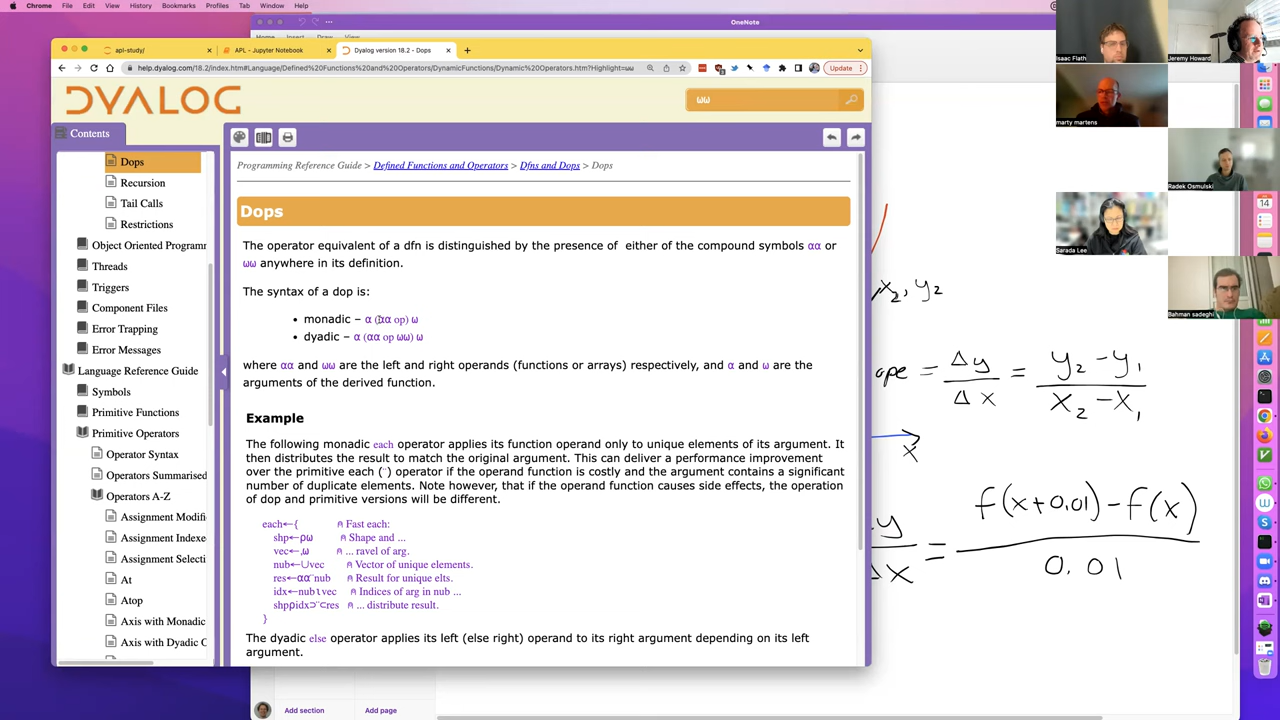 Chrome File Edit View History Bookmarks Profiles Tab Window Help
OneNote
Home Insert Draw View
apl-study/
APL - Jupyter Notebook
Dyalog version 18.2 - Dops
help.dyalog.com/18.2/index.htm#Language/Defined%20Functions%20and%20Operators/DynamicFunctions/Dynamic%20Operators.htm?Highlight=⍵⍵
Update
DYALOG
⍵⍵
Contents
Dops
Recursion
Tail Calls
Restrictions
Object Oriented Programm
Threads
Triggers
Component Files
Error Trapping
Error Messages
Language Reference Guide
Symbols
Primitive Functions
Primitive Operators
Operator Syntax
Operators Summarised
Operators A-Z
Assignment Modifi
Assignment Indexe
Assignment Selecti
At
Atop
Axis with Monadic
Axis with Dyadic O
Programming Reference Guide > Defined Functions and Operators > Dfns and Dops > Dops
Dops
The operator equivalent of a dfn is distinguished by the presence of either of the compound symbols ⍺⍺ or
⍵⍵ anywhere in its definition.
The syntax of a dop is:
• monadic – ⍺ (⍺⍺ op) ⍵
• dyadic – ⍺ (⍺⍺ op ⍵⍵) ⍵
where ⍺⍺ and ⍵⍵ are the left and right operands (functions or arrays) respectively, and ⍺ and ⍵ are the
arguments of the derived function.
Example
The following monadic each operator applies its function operand only to unique elements of its argument. It
then distributes the result to match the original argument. This can deliver a performance improvement
over the primitive each (¨) operator if the operand function is costly and the argument contains a significant
number of duplicate elements. Note however, that if the operand function causes side effects, the operation
of dop and primitive versions will be different.
each←{ ⍝ Fast each:
shp←⍴⍵ ⍝ Shape and ...
vec←,⍵ ⍝ ... ravel of arg.
nub←∪vec ⍝ Vector of unique elements.
res←⍺⍺¨nub ⍝ Result for unique elts.
idx←nub⍳vec ⍝ Indices of arg in nub ...
shp⍴idx⊃¨⊂res ⍝ ... distribute result.
}
The dyadic else operator applies its left (else right) operand to its right argument depending on its left
argument.
x₂, y₂
ope = Δy/Δx = (y₂ - y₁)/(x₂ - x₁)
x
y/Δx = (f(x+0.01) - f(x))/0.01
Add section
Add page
Isaac Flath
Jeremy Howard
marty martens
Radek Osmulski
Sarada Lee
Bahman sadeghi
14